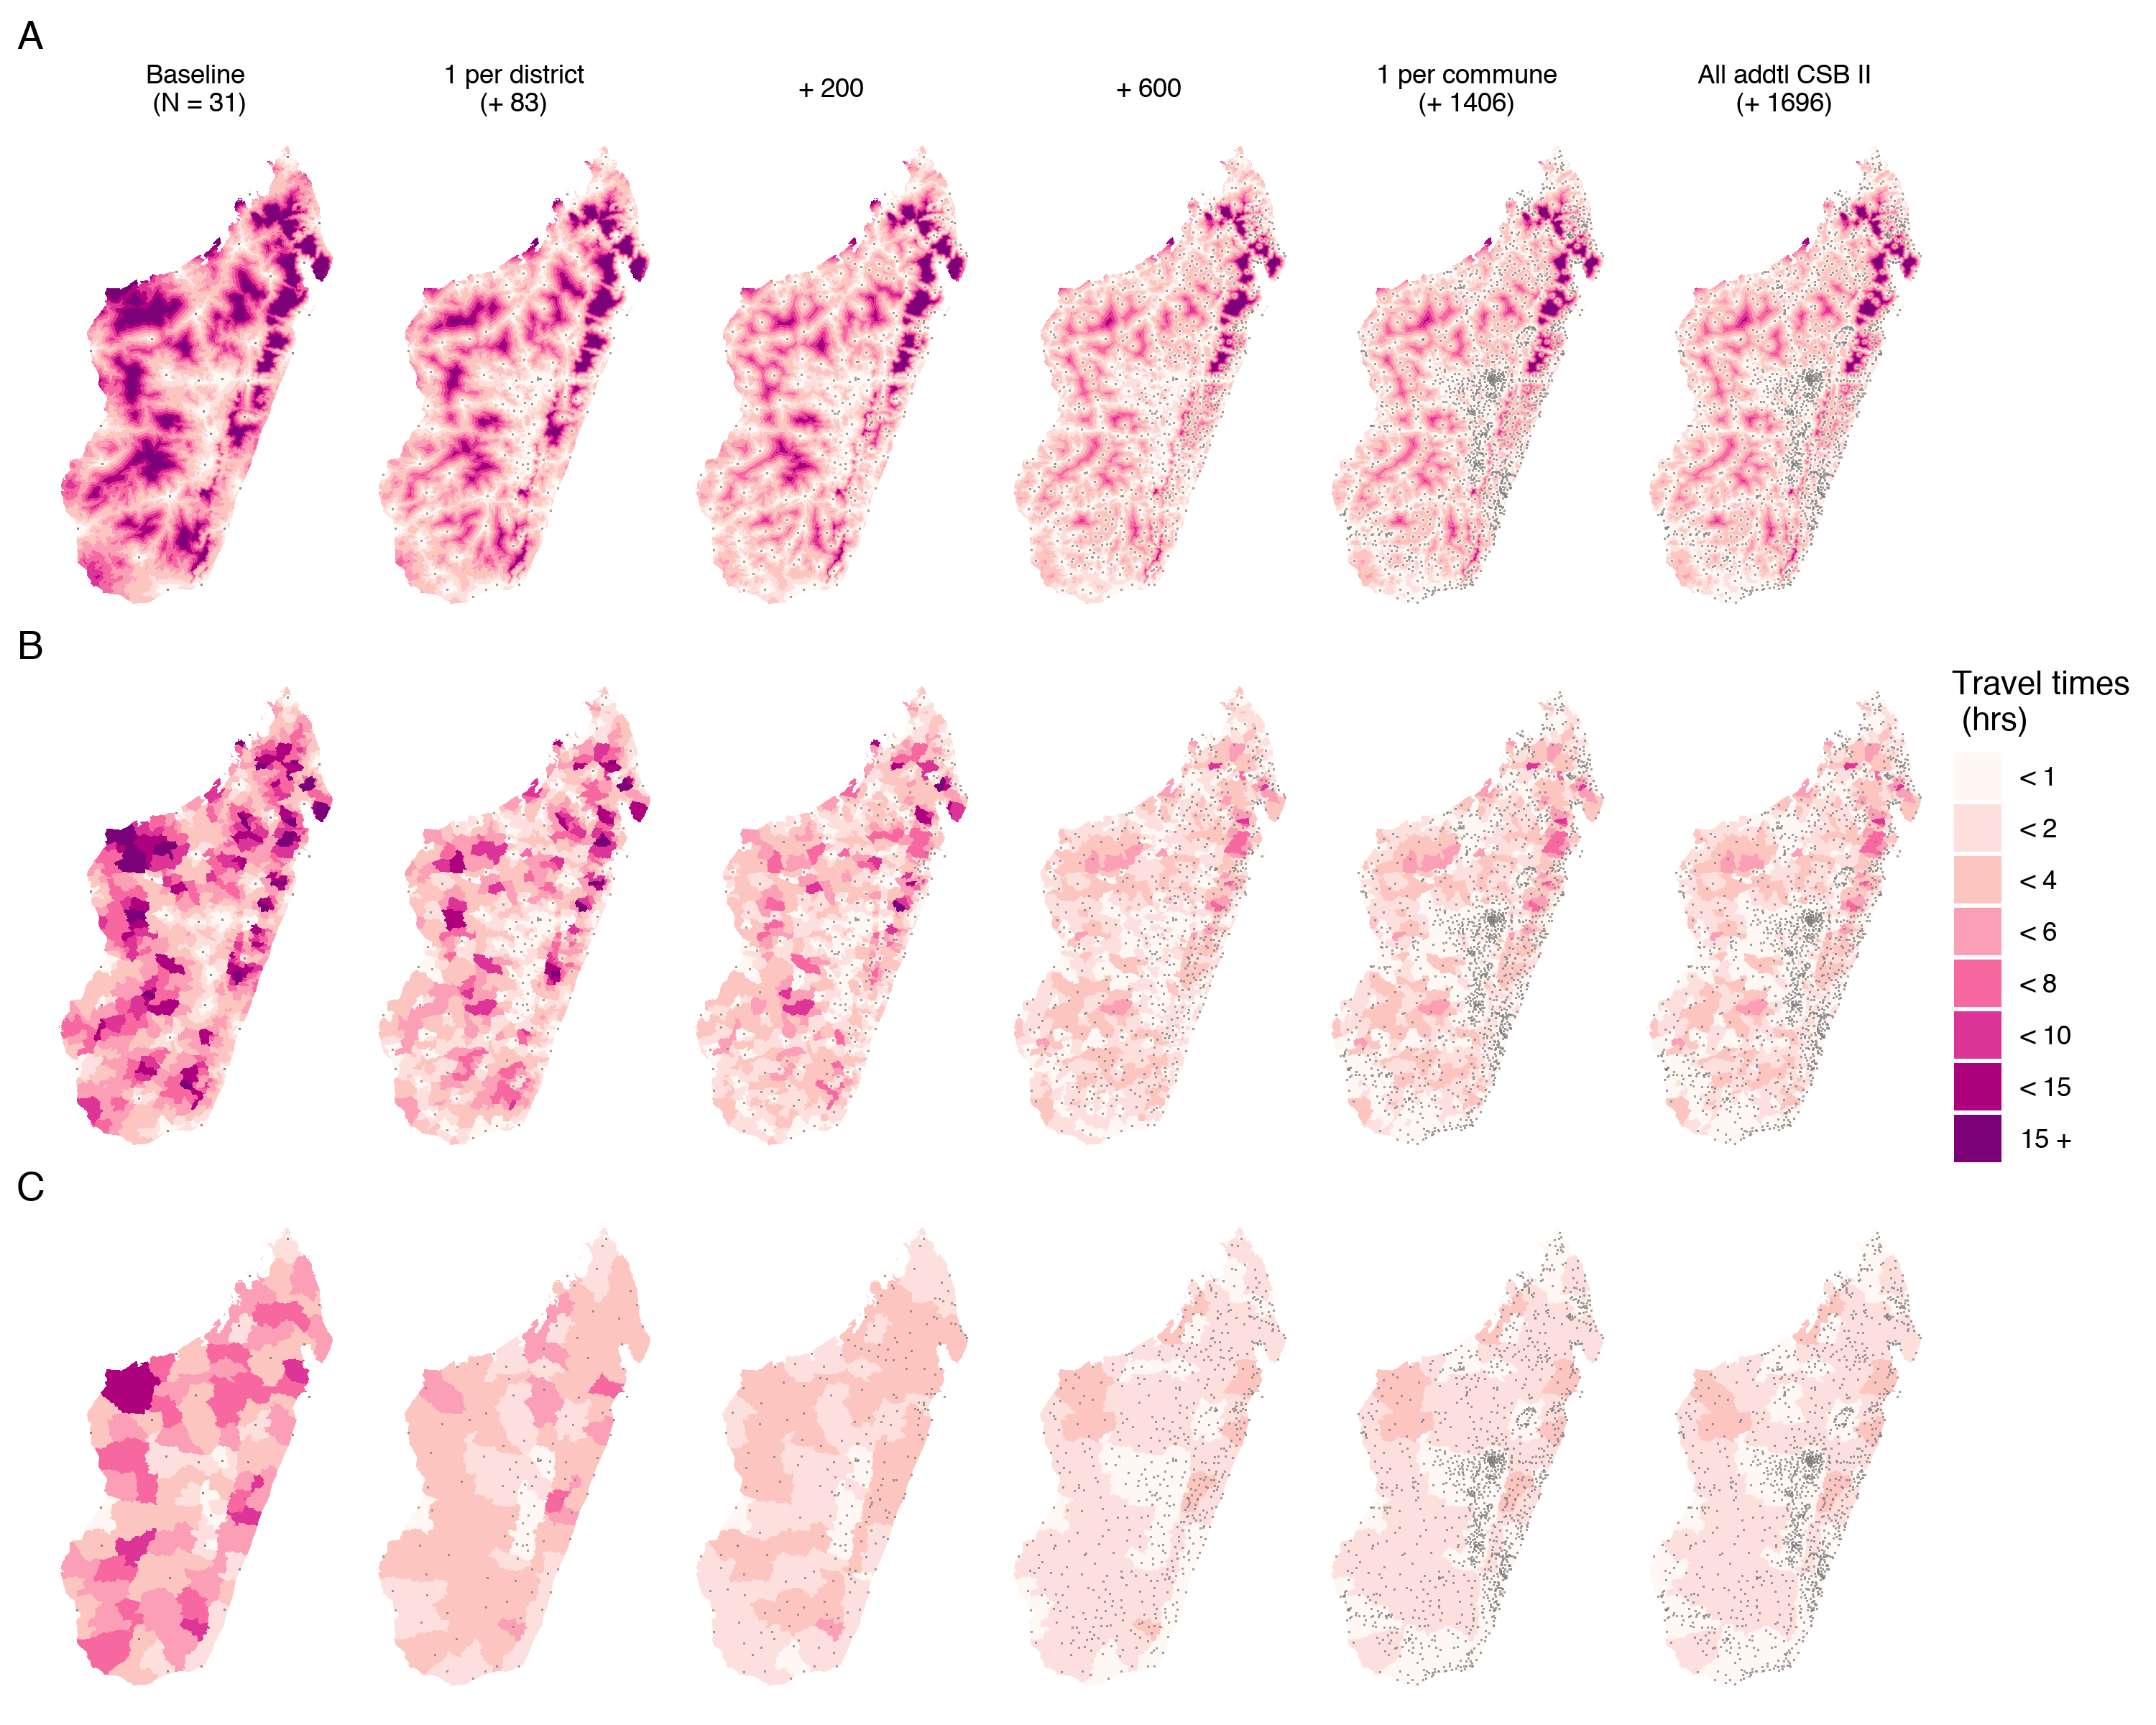 A
Baseline
(N = 31)
1 per district
(+ 83)
+ 200
+ 600
1 per commune
(+ 1406)
All addtl CSB II
(+ 1696)
B
Travel times
(hrs)
< 1
< 2
< 4
< 6
< 8
< 10
< 15
15 +
C